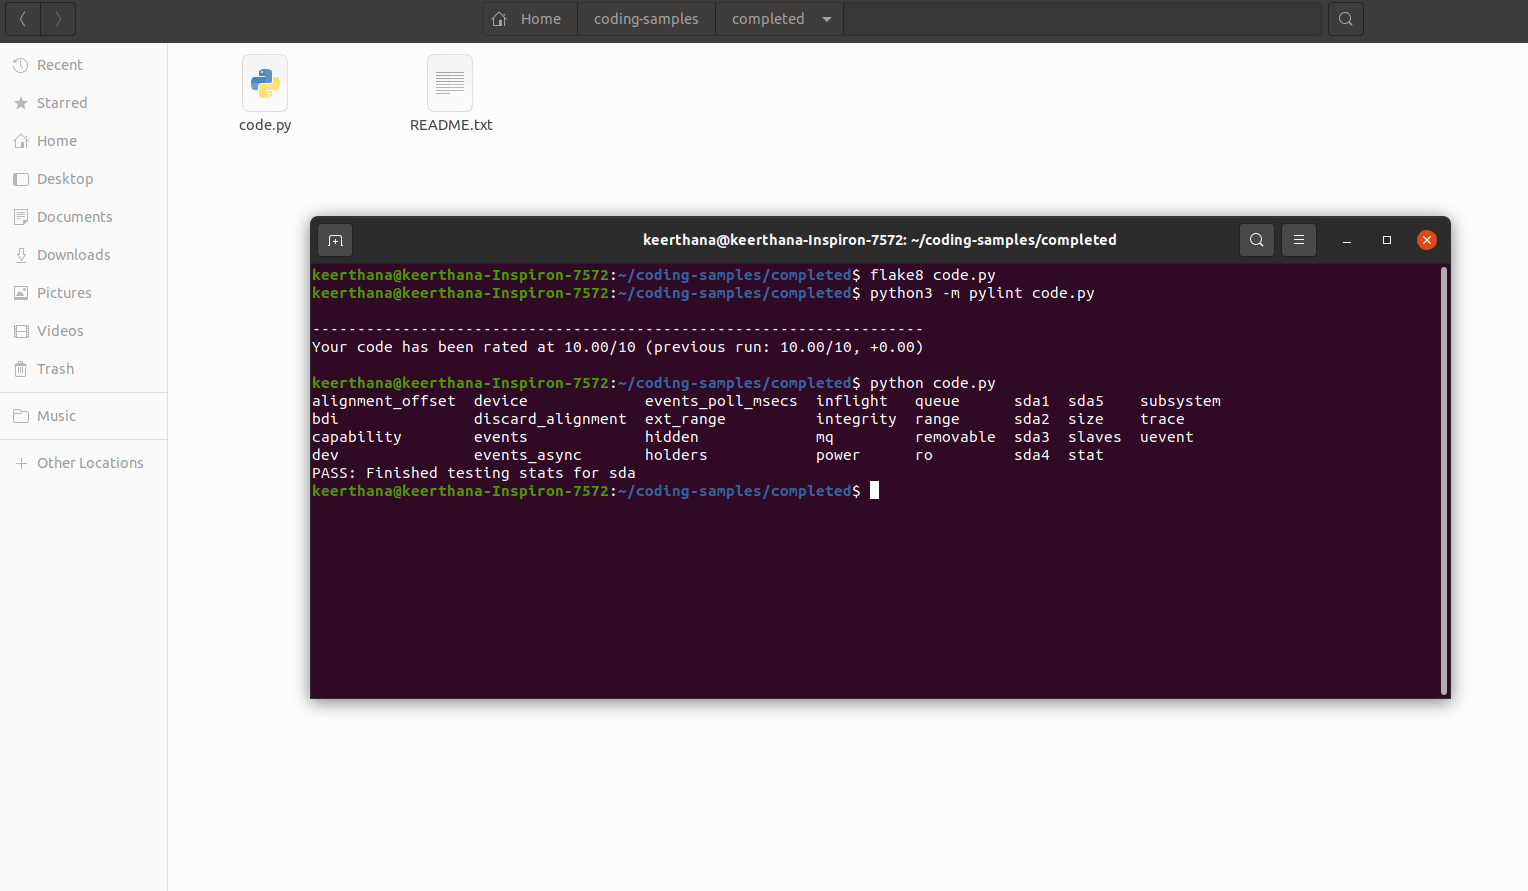 Home coding-samples completed
Recent
Starred
Home
Desktop
Documents
Downloads
Pictures
Videos
Trash
Music
Other Locations
code.py README.txt
keerthana@keerthana-Inspiron-7572: ~/coding-samples/completed
keerthana@keerthana-Inspiron-7572:~/coding-samples/completed$ flake8 code.py
keerthana@keerthana-Inspiron-7572:~/coding-samples/completed$ python3 -m pylint code.py
--------------------------------------------------------------------
Your code has been rated at 10.00/10 (previous run: 10.00/10, +0.00)
keerthana@keerthana-Inspiron-7572:~/coding-samples/completed$ python code.py
alignment_offset device events_poll_msecs inflight queue sda1 sda5 subsystem
bdi discard_alignment ext_range integrity range sda2 size trace
capability events hidden mq removable sda3 slaves uevent
dev events_async holders power ro sda4 stat
PASS: Finished testing stats for sda
keerthana@keerthana-Inspiron-7572:~/coding-samples/completed$